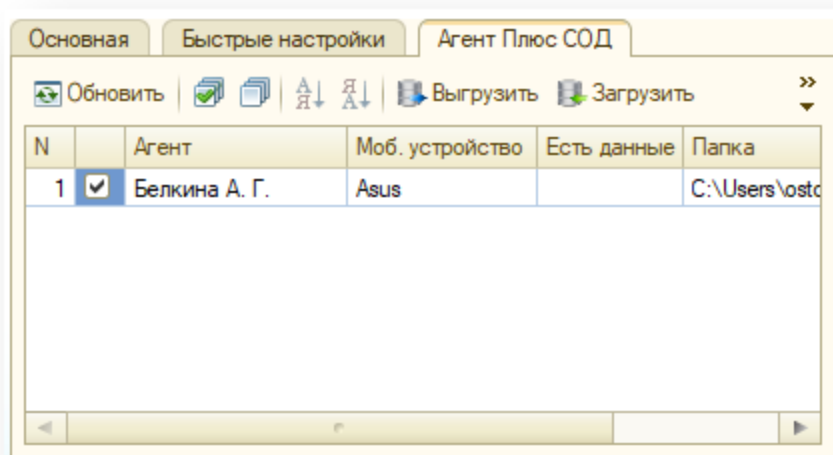 Основная Быстрые настройки Агент Плюс СОД
Обновить Выгрузить Загрузить
N Агент Моб. устройство Есть данные Папка
1 Белкина А. Г. Asus C:\Users\osto